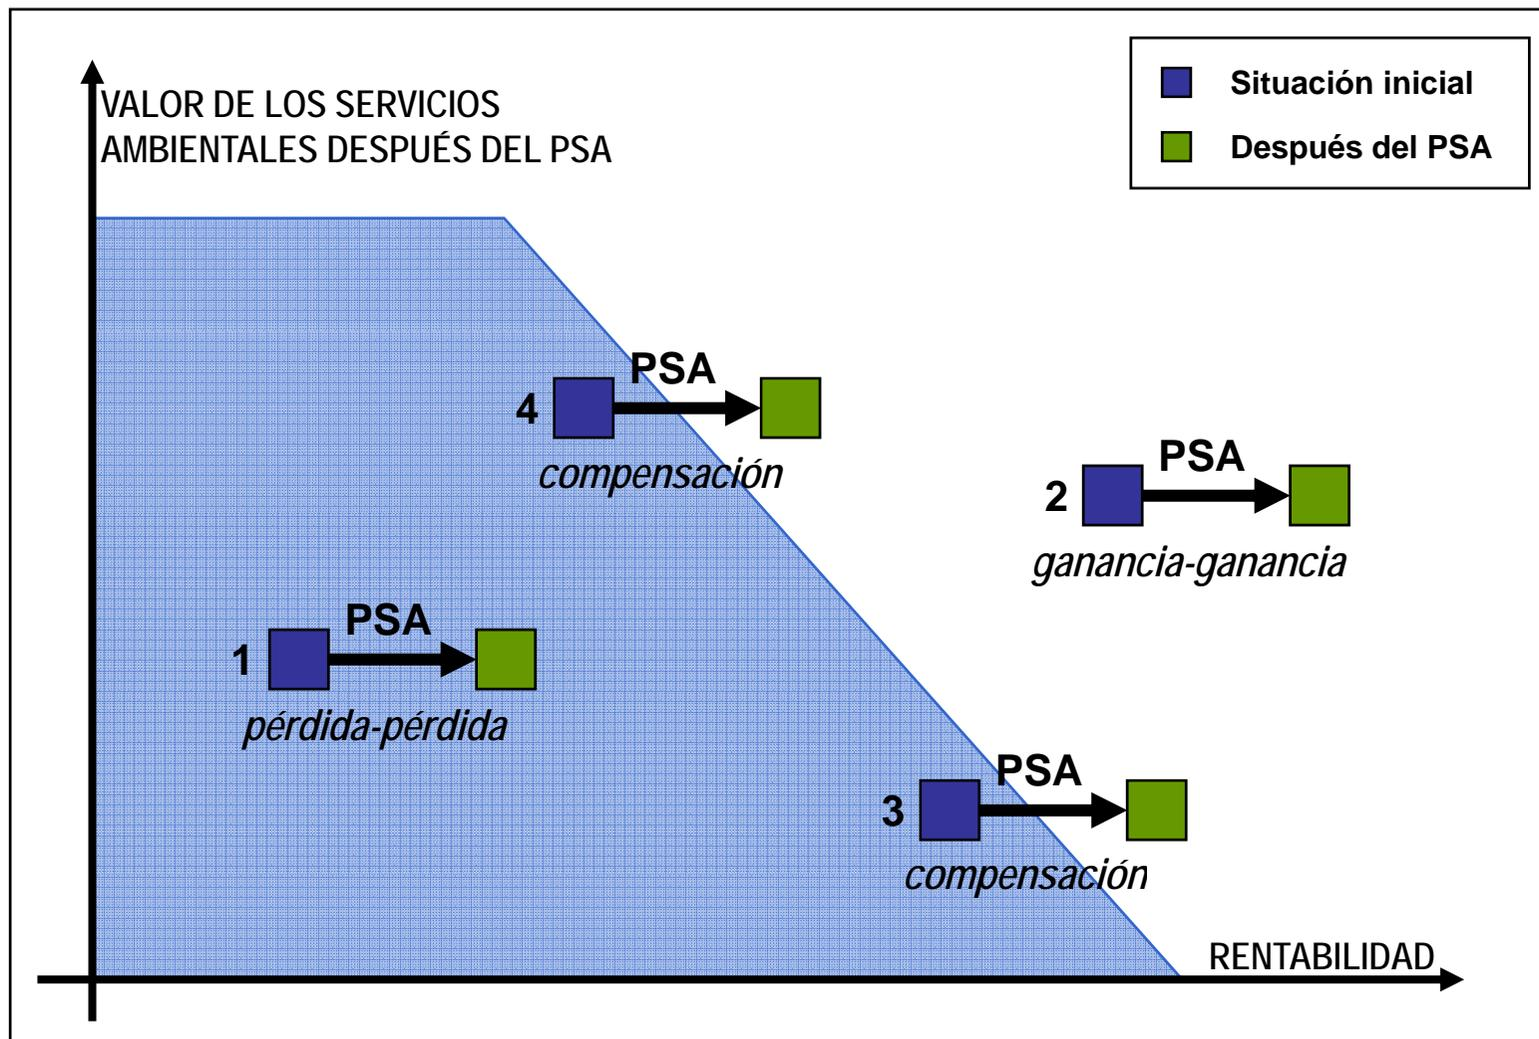 VALOR DE LOS SERVICIOS
AMBIENTALES DESPUÉS DEL PSA
Situación inicial
Después del PSA
PSA
4
compensación
PSA
2
ganancia-ganancia
PSA
1
pérdida-pérdida
PSA
3
compensación
RENTABILIDAD